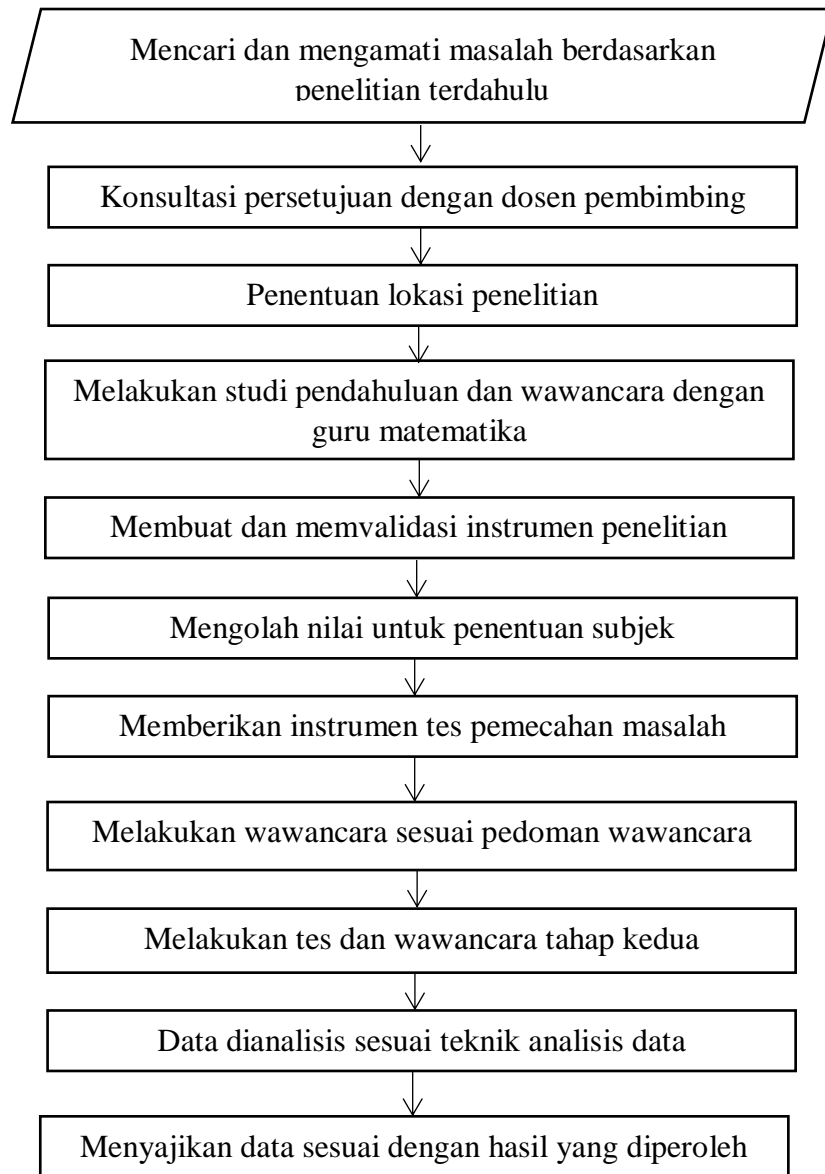 Mencari dan mengamati masalah berdasarkan
penelitian terdahulu
Konsultasi persetujuan dengan dosen pembimbing
Penentuan lokasi penelitian
Melakukan studi pendahuluan dan wawancara dengan
guru matematika
Membuat dan memvalidasi instrumen penelitian
Mengolah nilai untuk penentuan subjek
Memberikan instrumen tes pemecahan masalah
Melakukan wawancara sesuai pedoman wawancara
Melakukan tes dan wawancara tahap kedua
Data dianalisis sesuai teknik analisis data
Menyajikan data sesuai dengan hasil yang diperoleh